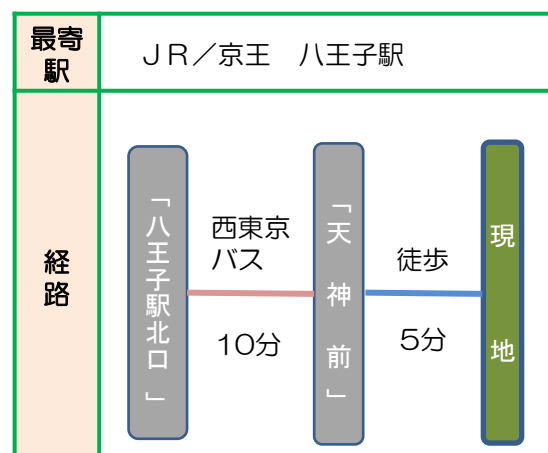 最寄
駅
JR／京王　八王子駅
経
路
「八王子駅北口」
西東京
バス
10分
「天神前」
徒歩
5分
現地